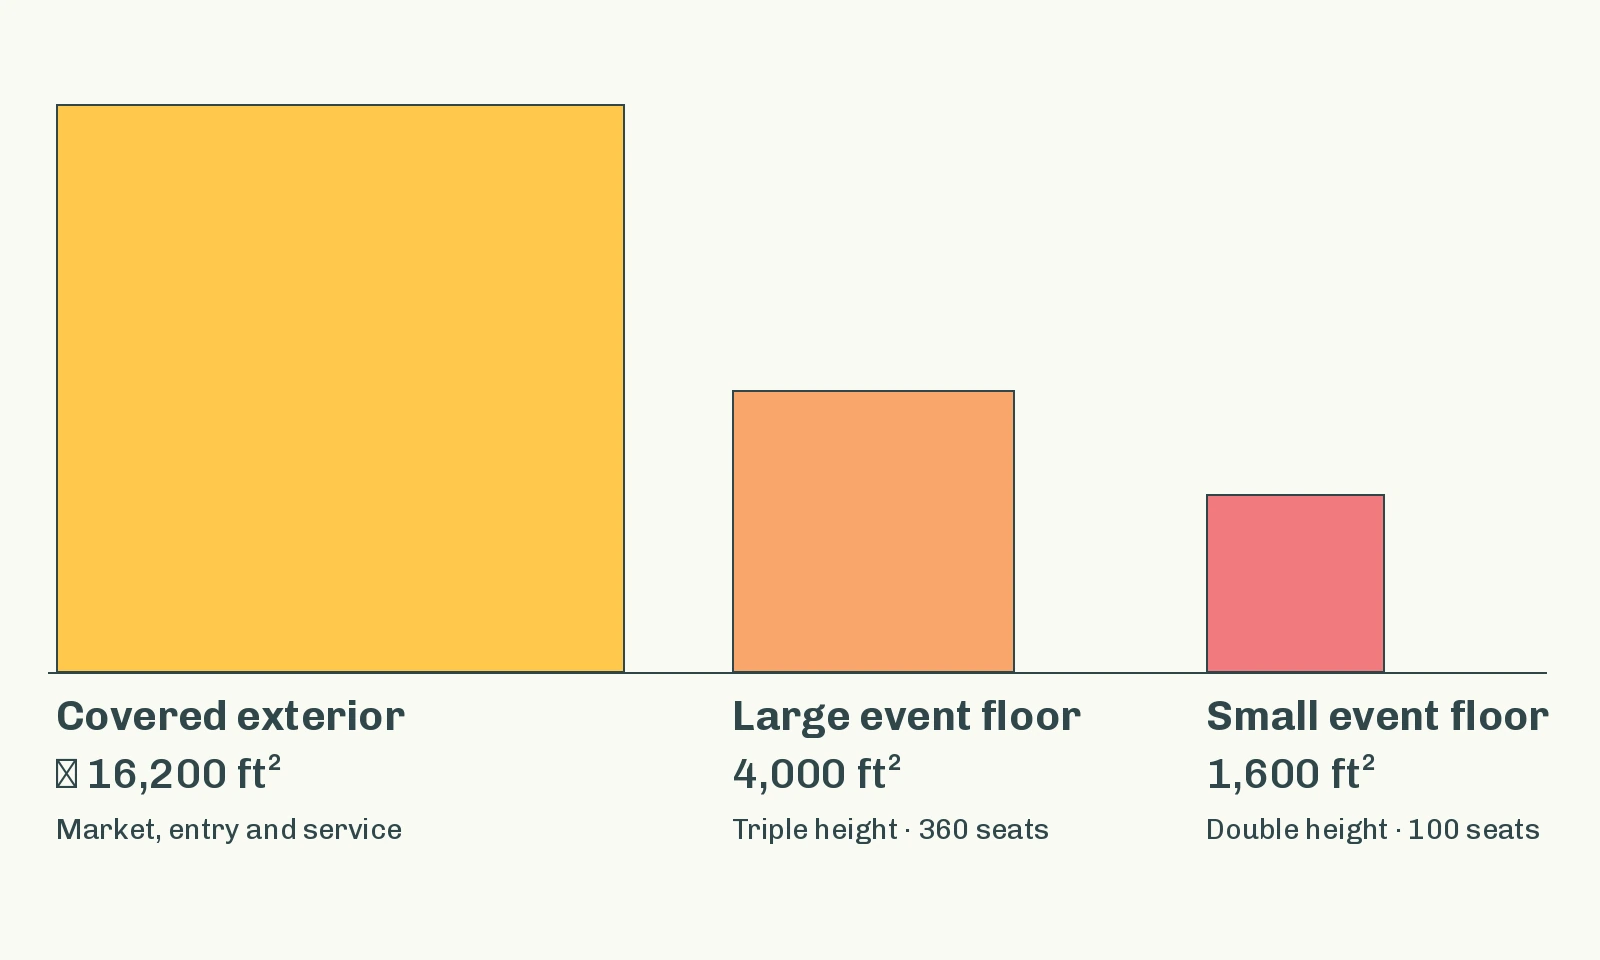 Covered exterior
16,200 ft²
Market, entry and service
Large event floor
4,000 ft²
Triple height · 360 seats
Small event floor
1,600 ft²
Double height · 100 seats